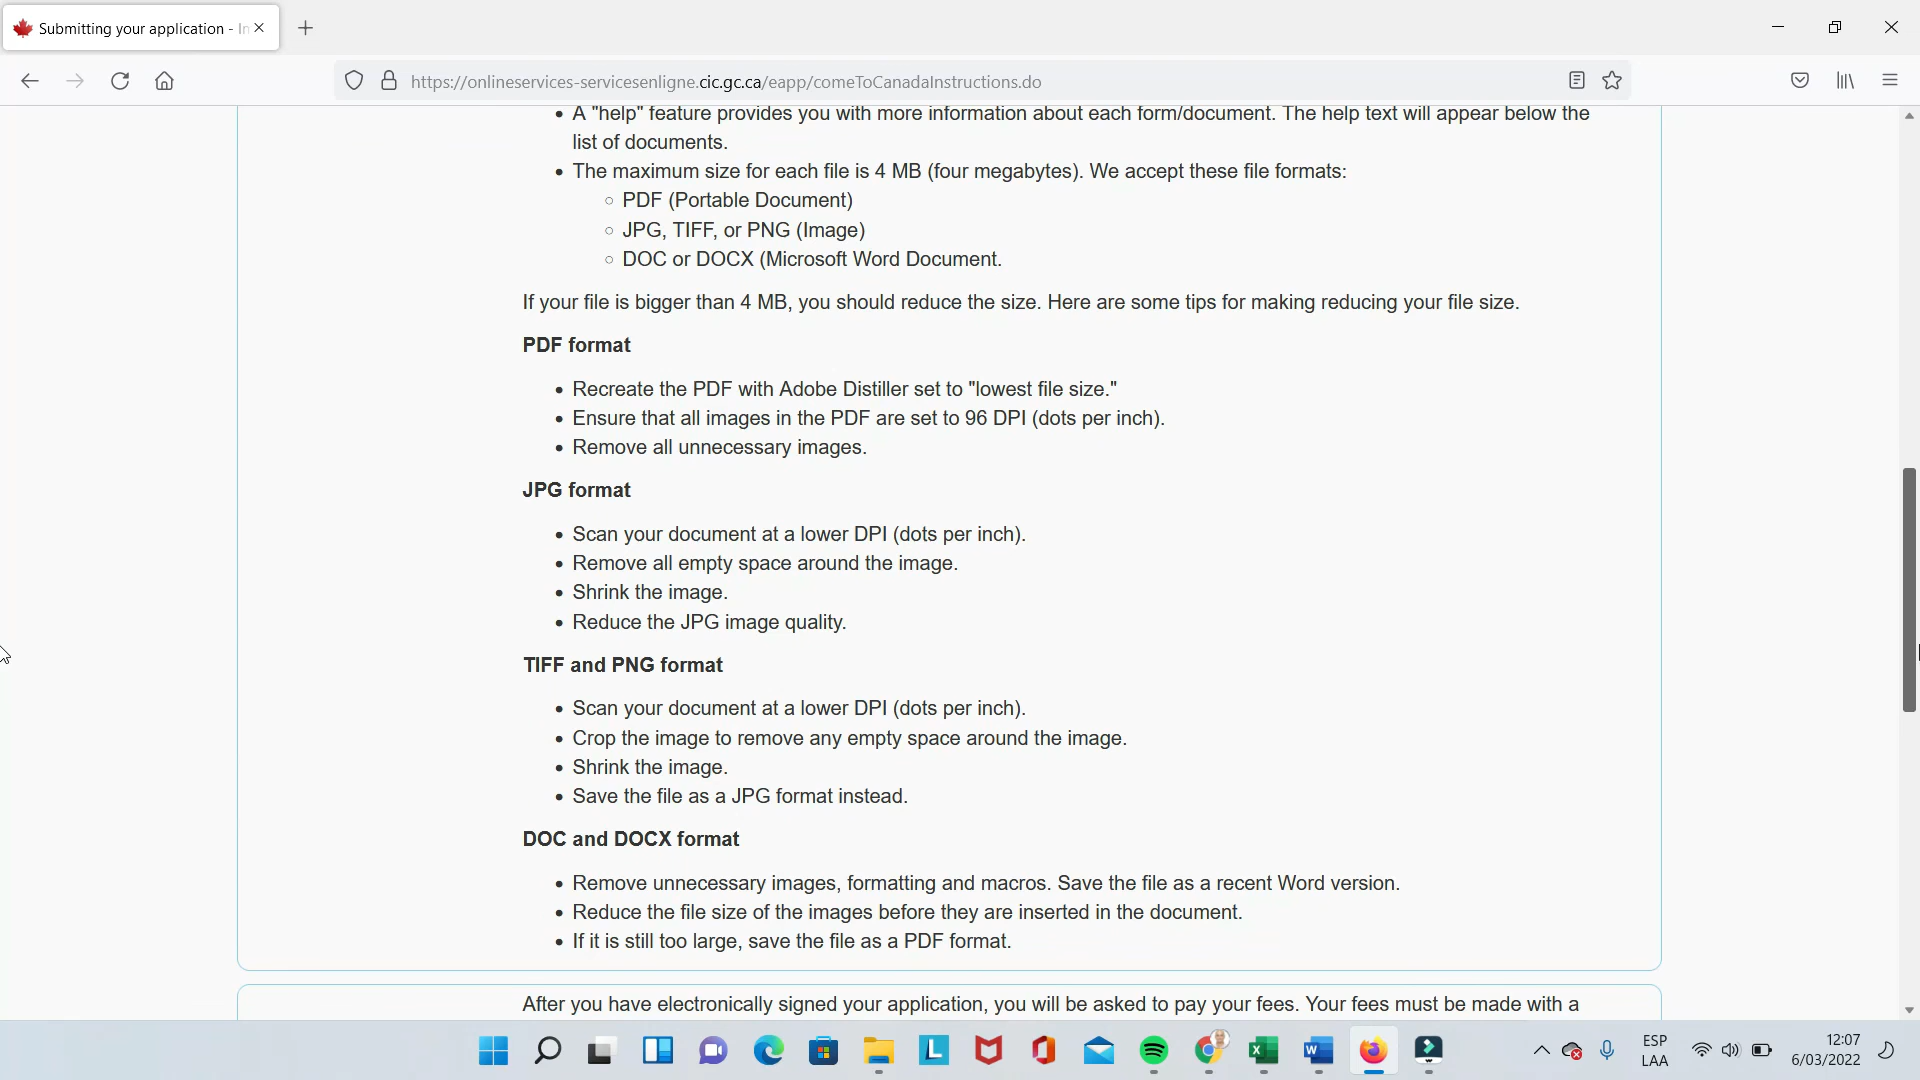 Submitting your application - In
https://onlineservices-servicesenligne.cic.gc.ca/eapp/comeToCanadaInstructions.do
• A "help" feature provides you with more information about each form/document. The help text will appear below the
list of documents.
• The maximum size for each file is 4 MB (four megabytes). We accept these file formats:
○ PDF (Portable Document)
○ JPG, TIFF, or PNG (Image)
○ DOC or DOCX (Microsoft Word Document.
If your file is bigger than 4 MB, you should reduce the size. Here are some tips for making reducing your file size.
PDF format
• Recreate the PDF with Adobe Distiller set to "lowest file size."
• Ensure that all images in the PDF are set to 96 DPI (dots per inch).
• Remove all unnecessary images.
JPG format
• Scan your document at a lower DPI (dots per inch).
• Remove all empty space around the image.
• Shrink the image.
• Reduce the JPG image quality.
TIFF and PNG format
• Scan your document at a lower DPI (dots per inch).
• Crop the image to remove any empty space around the image.
• Shrink the image.
• Save the file as a JPG format instead.
DOC and DOCX format
• Remove unnecessary images, formatting and macros. Save the file as a recent Word version.
• Reduce the file size of the images before they are inserted in the document.
• If it is still too large, save the file as a PDF format.
After you have electronically signed your application, you will be asked to pay your fees. Your fees must be made with a
ESP
LAA
12:07
6/03/2022